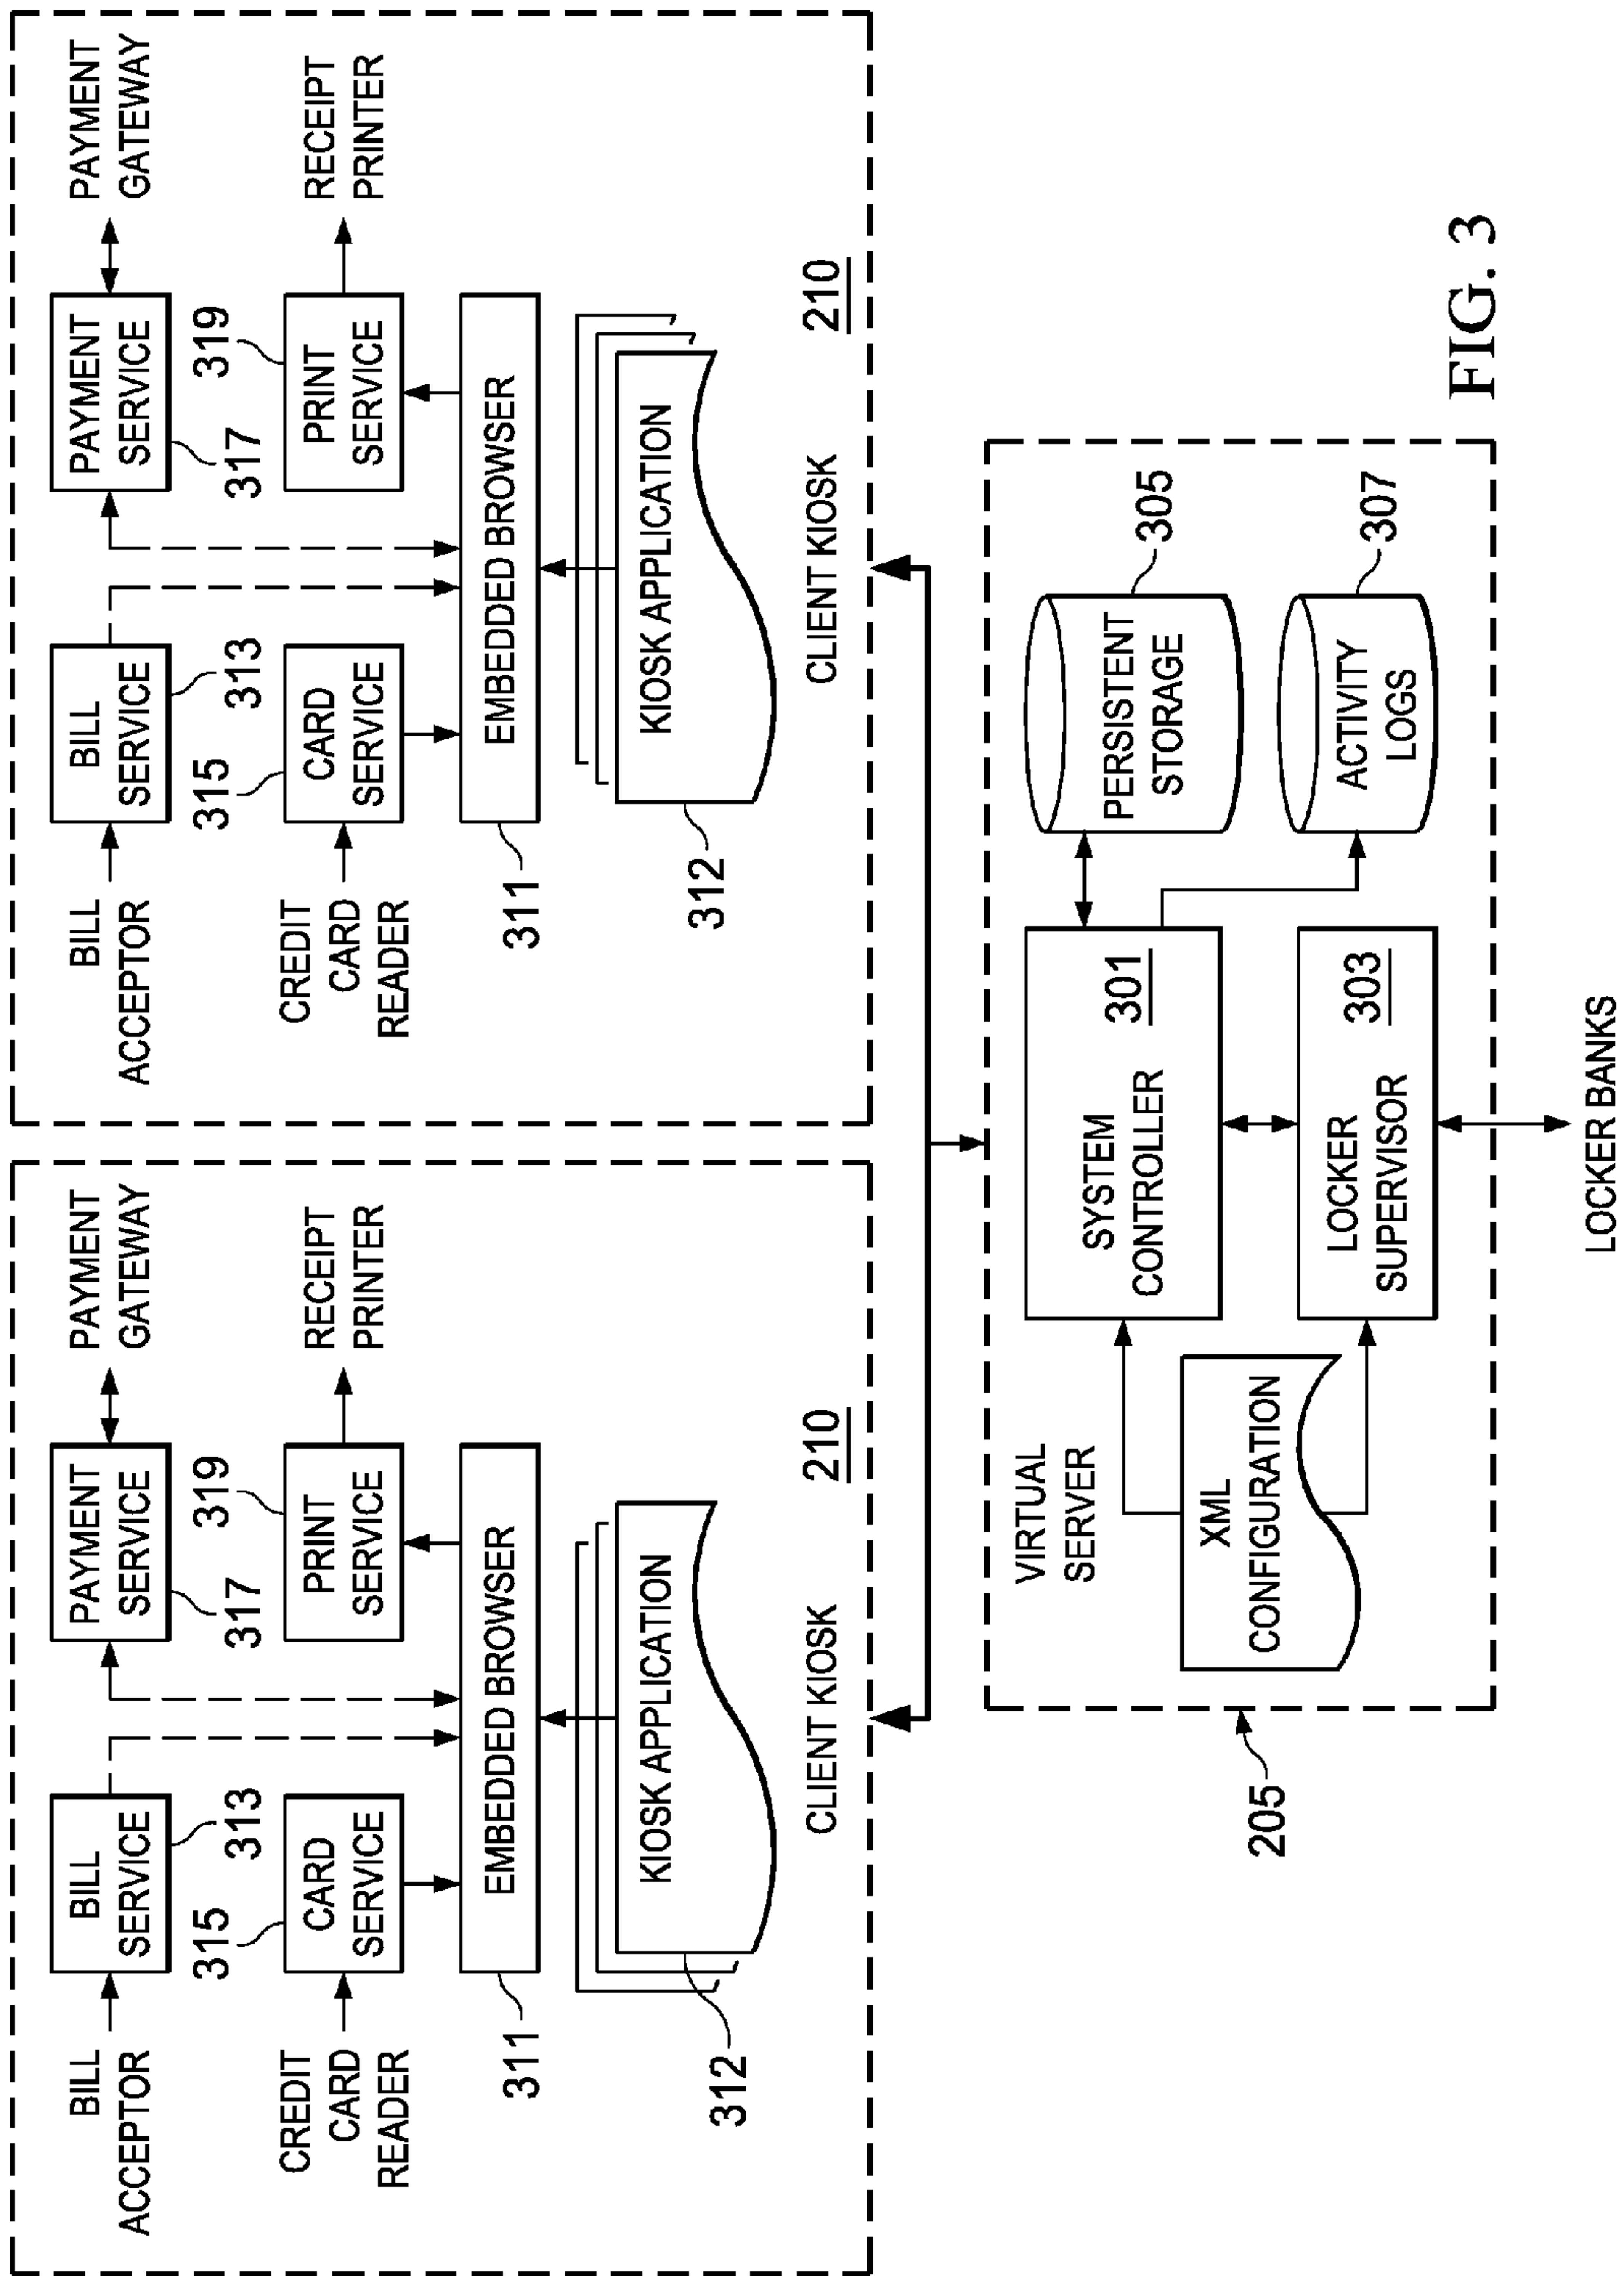 BILL
ACCEPTOR
BILL
SERVICE
313
PAYMENT
SERVICE
317
PAYMENT
GATEWAY
CREDIT
CARD
READER
315
CARD
SERVICE
319
PRINT
SERVICE
RECEIPT
PRINTER
311
EMBEDDED BROWSER
312
KIOSK APPLICATION
CLIENT KIOSK
210
BILL
ACCEPTOR
BILL
SERVICE
313
PAYMENT
SERVICE
317
PAYMENT
GATEWAY
CREDIT
CARD
READER
315
CARD
SERVICE
319
PRINT
SERVICE
RECEIPT
PRINTER
311
EMBEDDED BROWSER
312
KIOSK APPLICATION
CLIENT KIOSK
210
205
VIRTUAL
SERVER
XML
CONFIGURATION
SYSTEM
CONTROLLER
301
LOCKER
SUPERVISOR
303
PERSISTENT
STORAGE
305
ACTIVITY
LOGS
307
LOCKER BANKS
FIG. 3